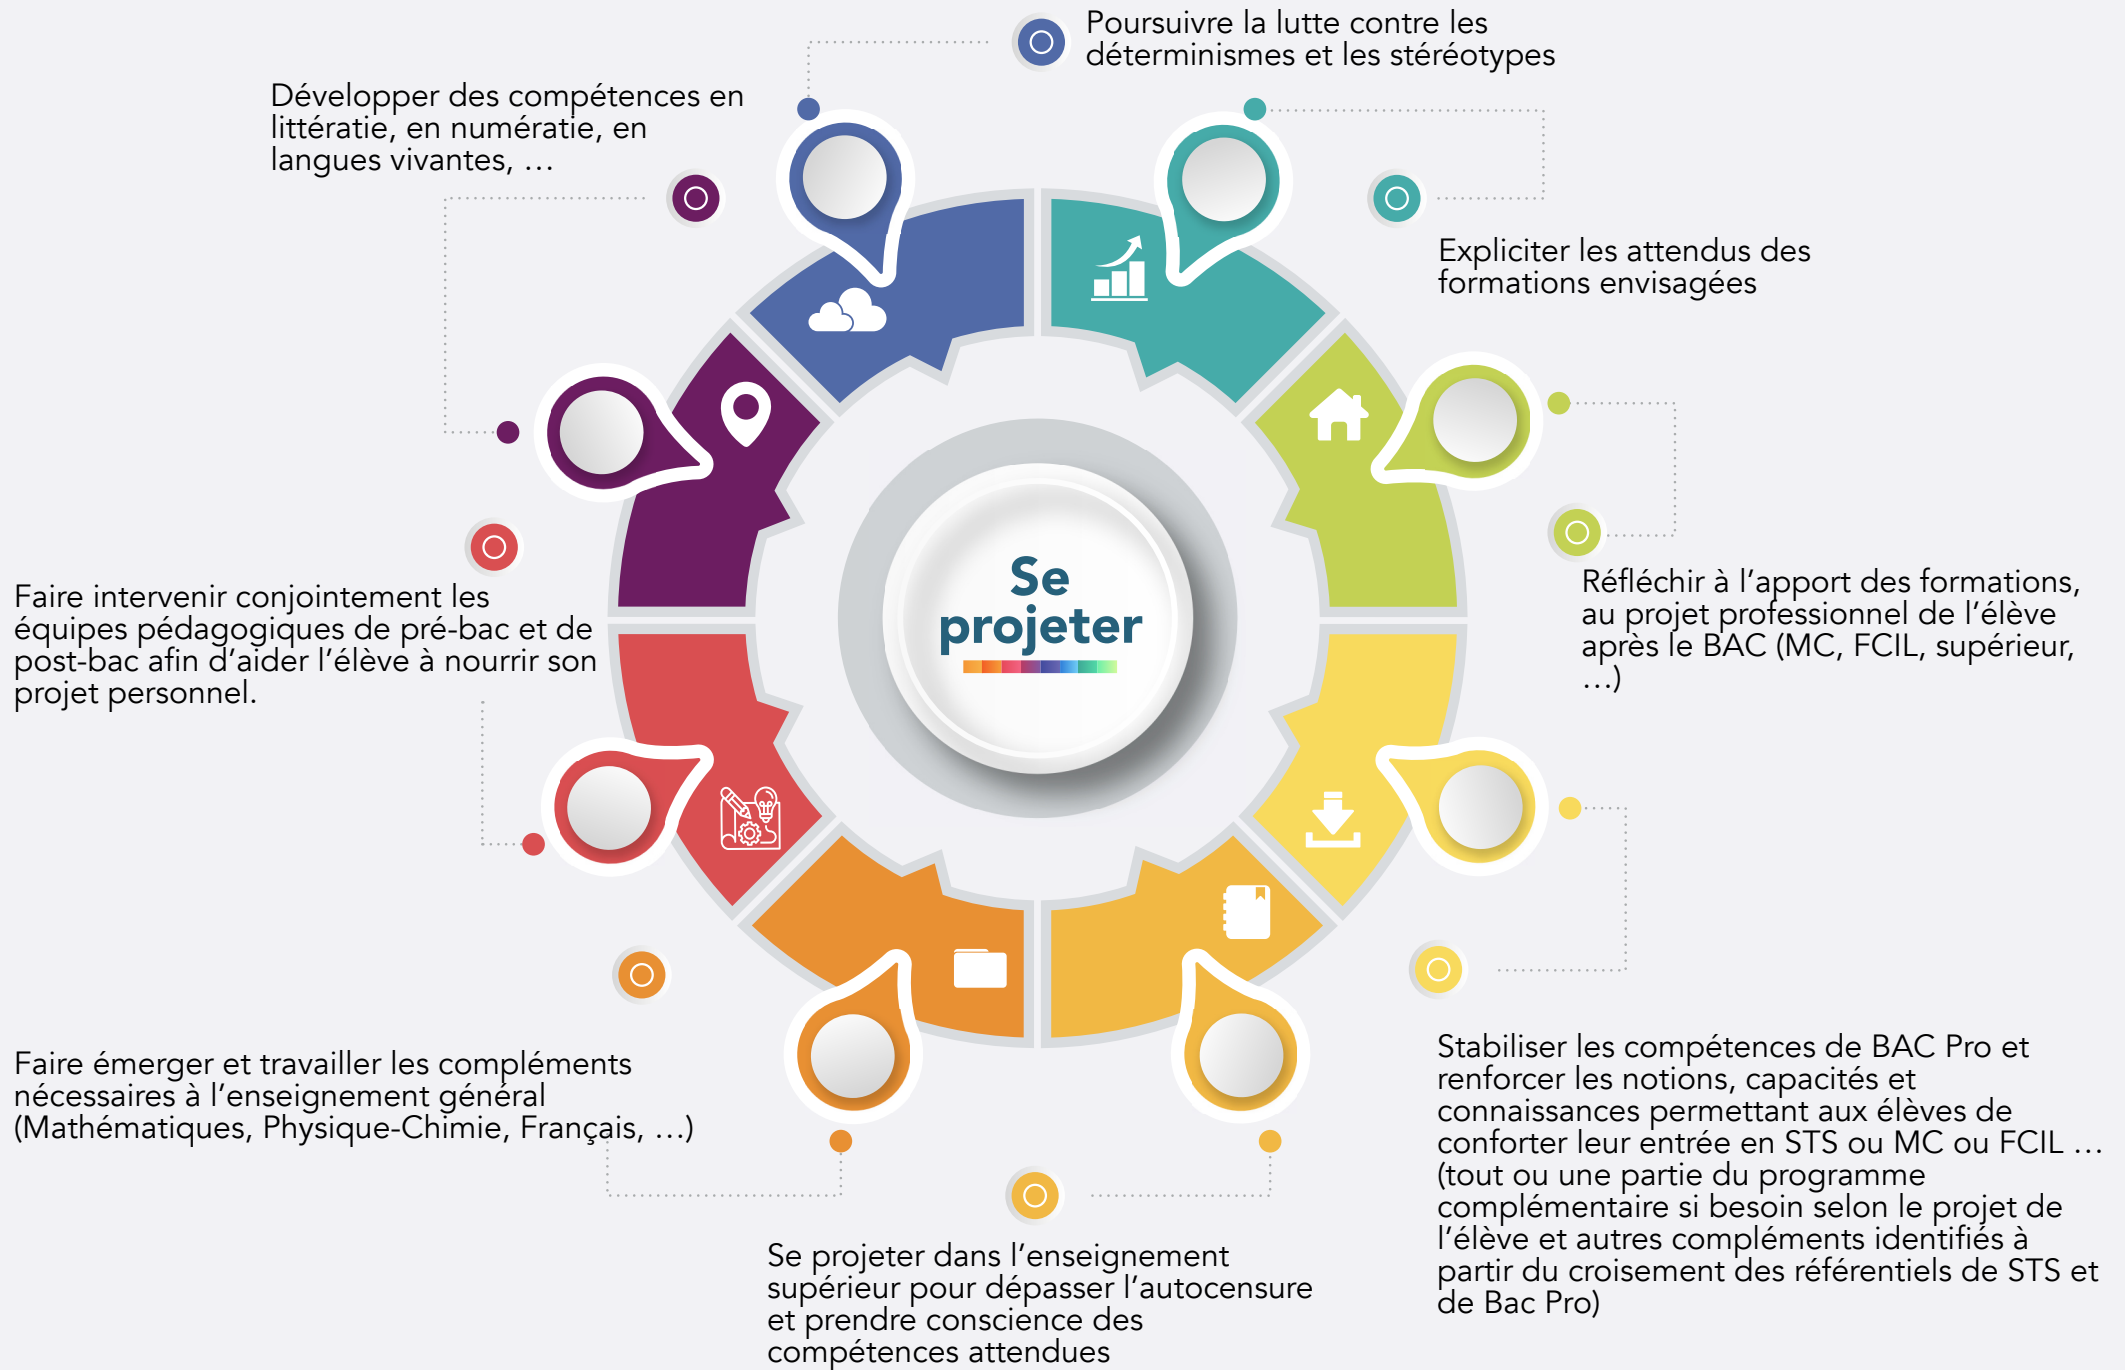 Poursuivre la lutte contre les
déterminismes et les stéréotypes
Développer des compétences en
littératie, en numératie, en
langues vivantes, …
Expliciter les attendus des
formations envisagées
Se
projeter
Réfléchir à l’apport des formations,
au projet professionnel de l’élève
après le BAC (MC, FCIL, supérieur,
…)
Faire intervenir conjointement les
équipes pédagogiques de pré-bac et de
post-bac afin d’aider l’élève à nourrir son
projet personnel.
Faire émerger et travailler les compléments
nécessaires à l’enseignement général
(Mathématiques, Physique-Chimie, Français, …)
Stabiliser les compétences de BAC Pro et
renforcer les notions, capacités et
connaissances permettant aux élèves de
conforter leur entrée en STS ou MC ou FCIL …
(tout ou une partie du programme
complémentaire si besoin selon le projet de
l’élève et autres compléments identifiés à
partir du croisement des référentiels de STS et
de Bac Pro)
Se projeter dans l’enseignement
supérieur pour dépasser l’autocensure
et prendre conscience des
compétences attendues